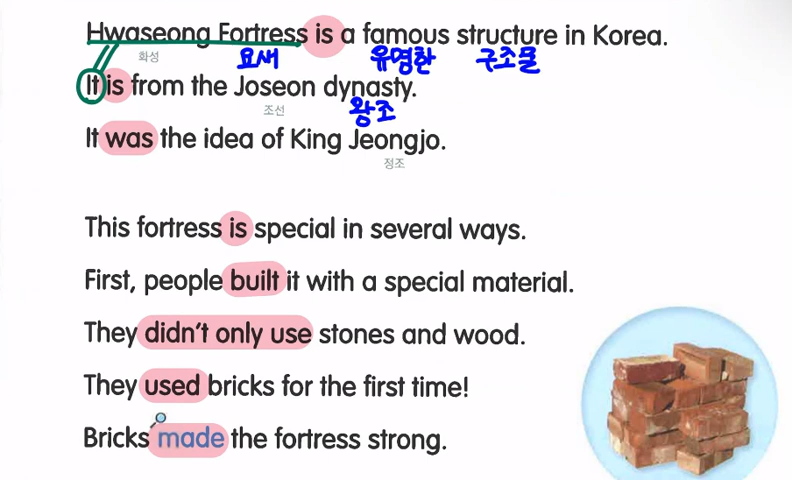 Hwaseong Fortress is a famous structure in Korea.
화성 요새 유명한 구조물
It is from the Joseon dynasty.
조선 왕조
It was the idea of King Jeongjo.
정조
This fortress is special in several ways.
First, people built it with a special material.
They didn't only use stones and wood.
They used bricks for the first time!
Bricks made the fortress strong.